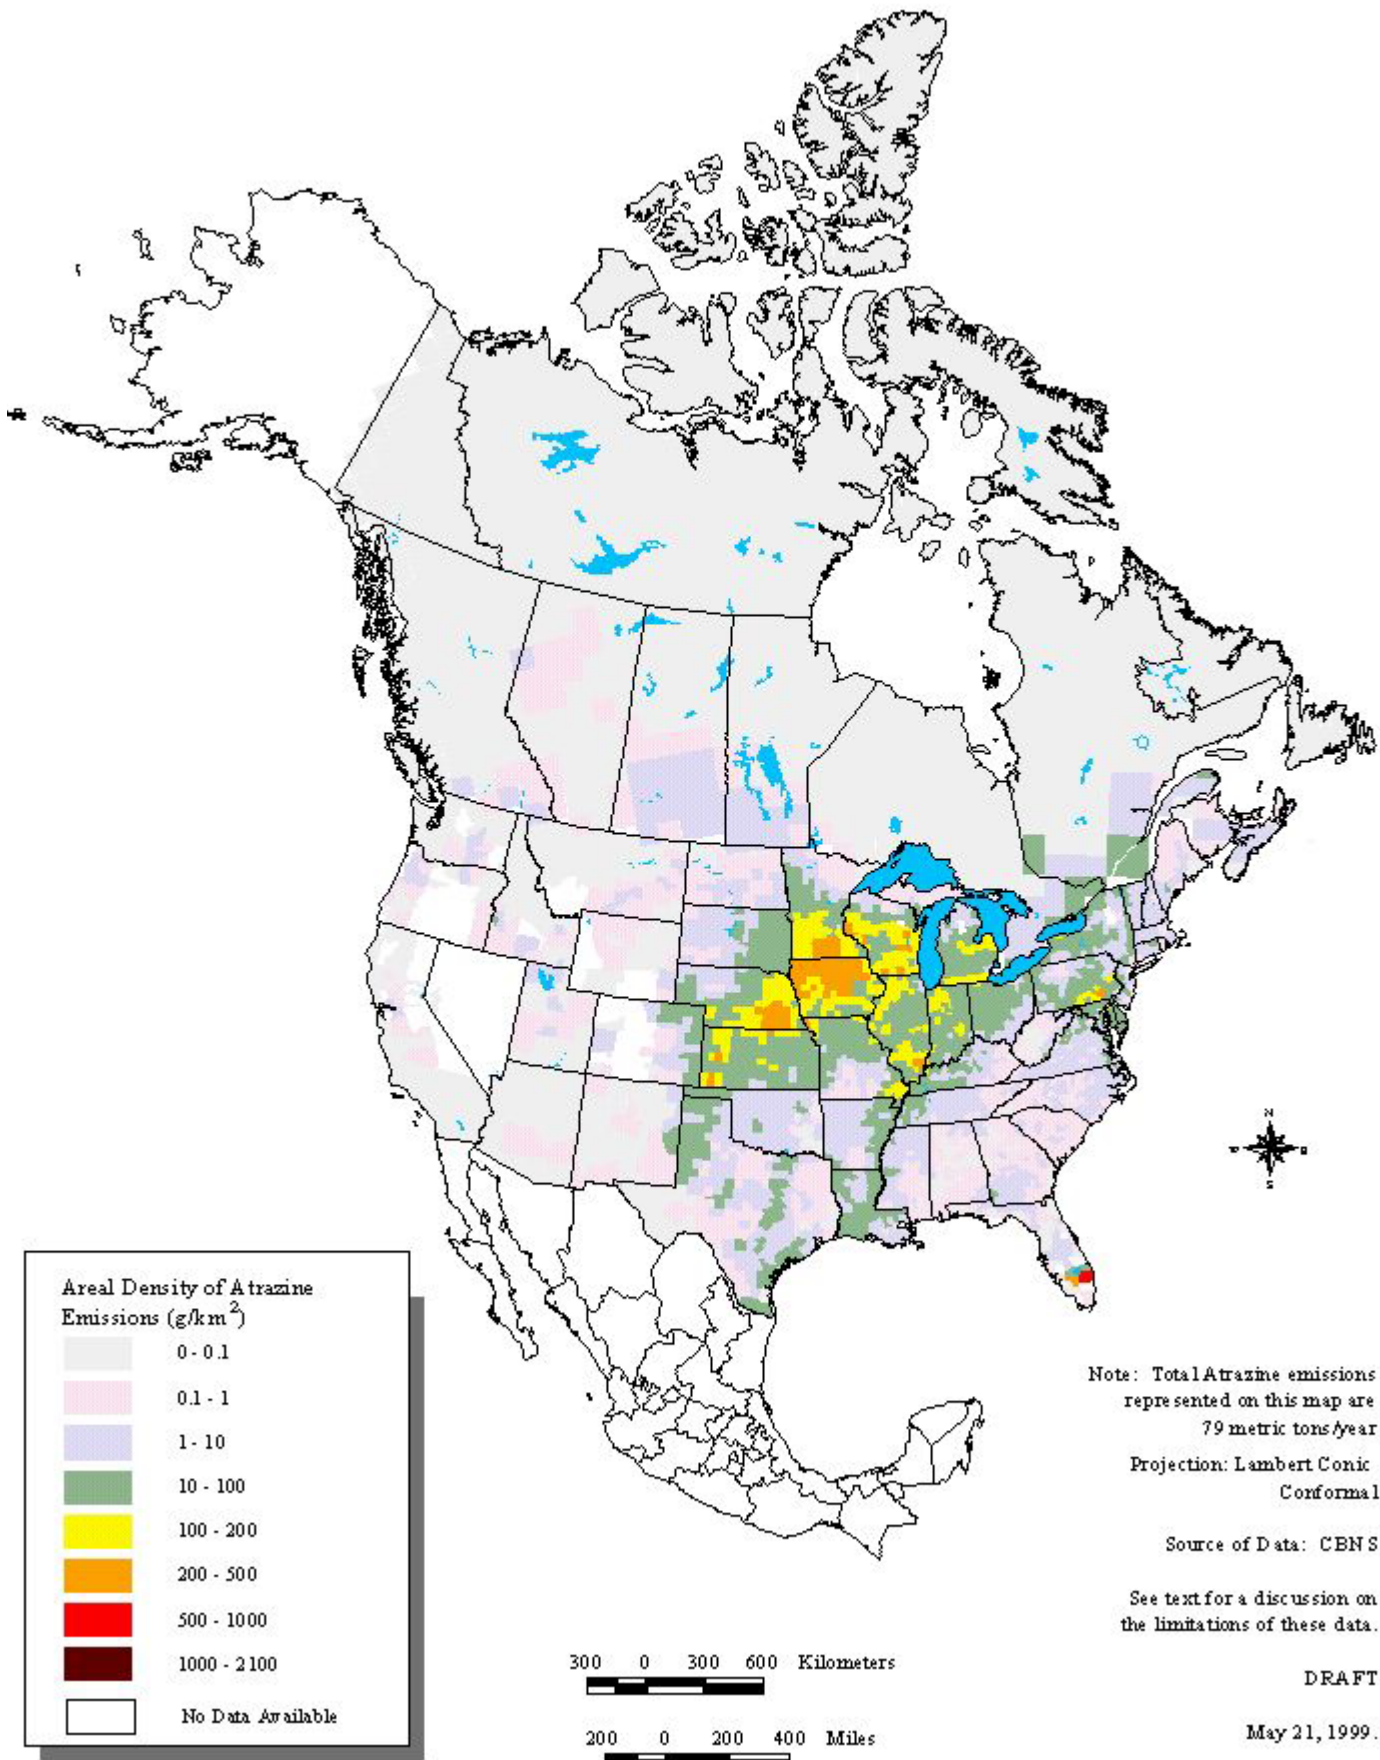 N
S
Areal Density of Atrazine
Emissions (g/km2)
0 - 0.1
0.1 - 1
1 - 10
10 - 100
100 - 200
200 - 500
500 - 1000
1000 - 2100
No Data Available
Note: Total Atrazine emissions
represented on this map are
79 metric tons/year
Projection: Lambert Conic
Conformal
Source of Data: CBNS
See text for a discussion on
the limitations of these data.
DRAFT
May 21, 1999.
300 0 300 600 Kilometers
200 0 200 400 Miles